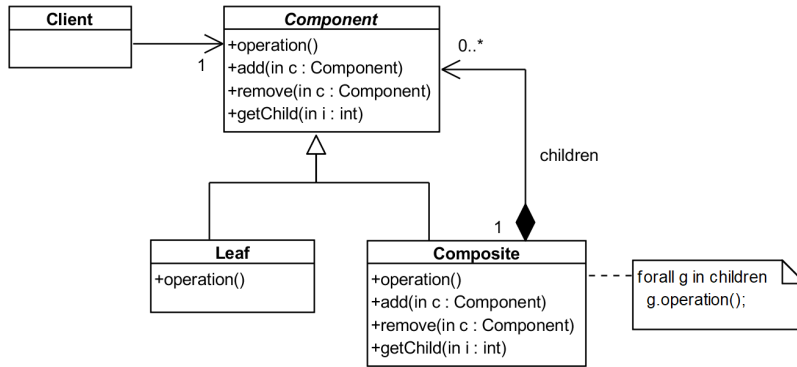 Client
1
Component
+operation()
+add(in c : Component)
+remove(in c : Component)
+getChild(in i : int)
0..*
children
1
Leaf
+operation()
Composite
+operation()
+add(in c : Component)
+remove(in c : Component)
+getChild(in i : int)
forall g in children
g.operation();